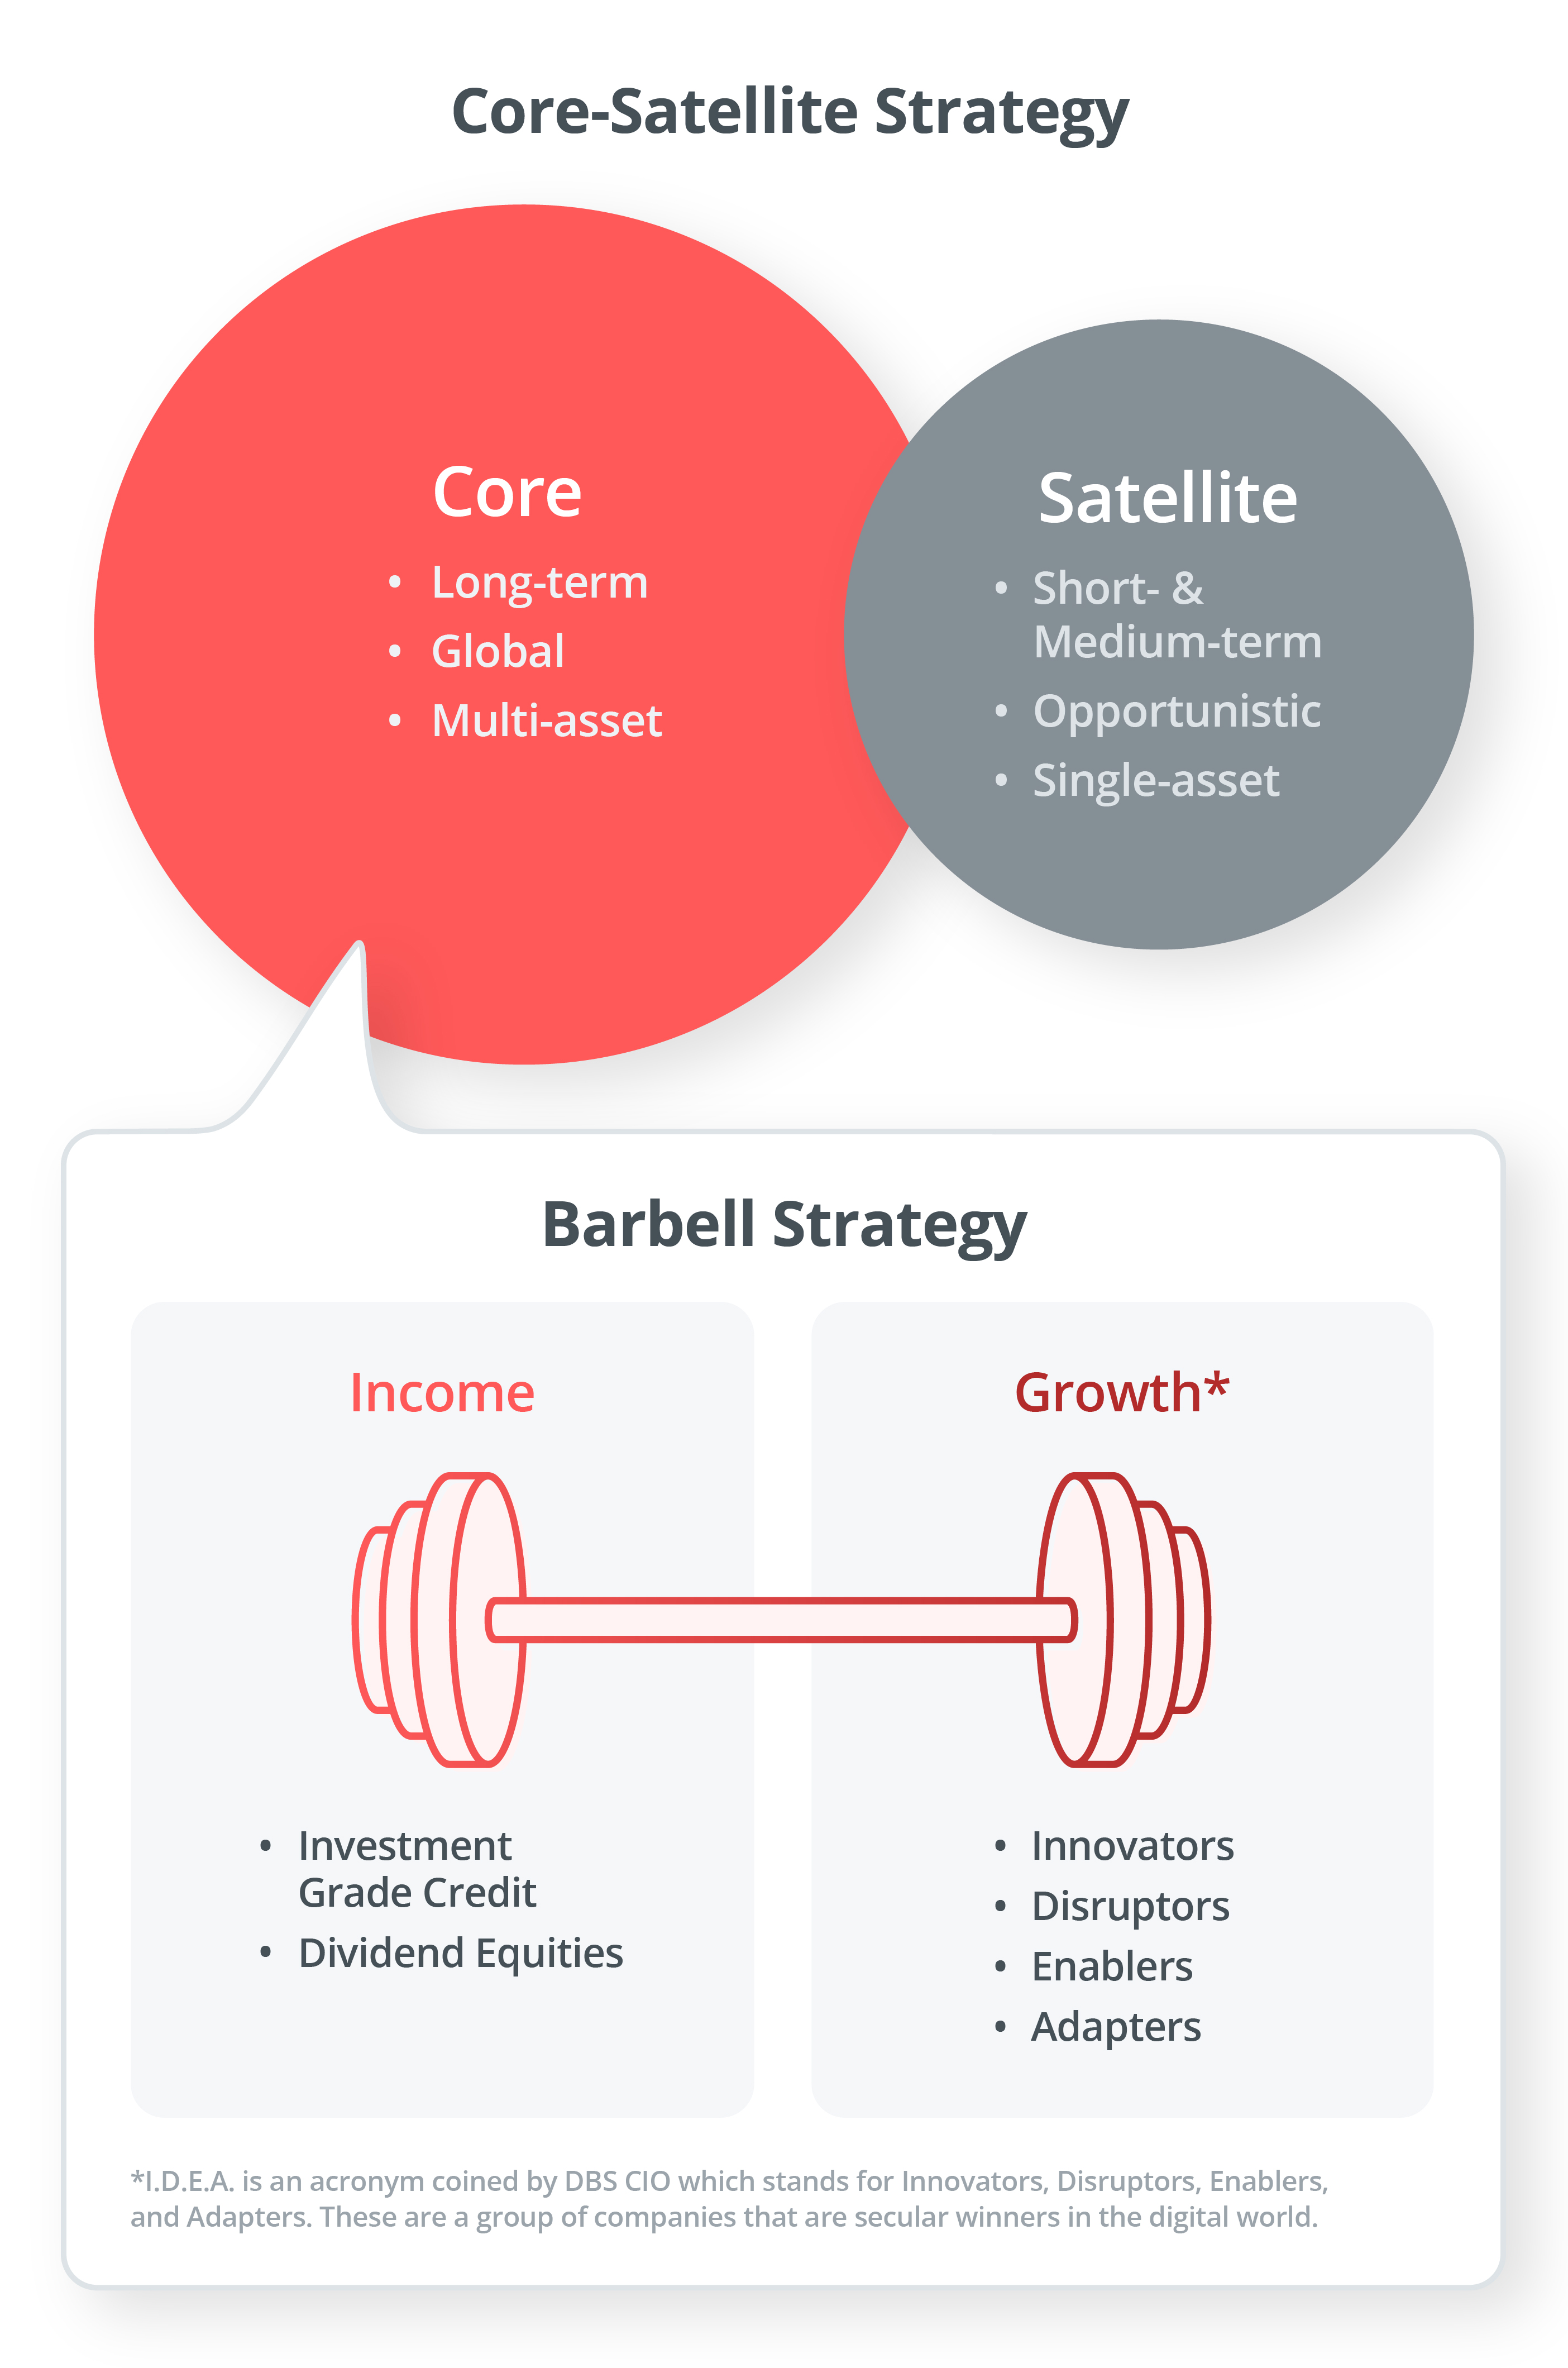 Core-Satellite Strategy
Core
• Long-term
• Global
• Multi-asset
Satellite
• Short- &
Medium-term
• Opportunistic
• Single-asset
Barbell Strategy
Income
• Investment
Grade Credit
• Dividend Equities
Growth*
• Innovators
• Disruptors
• Enablers
• Adapters
*I.D.E.A. is an acronym coined by DBS CIO which stands for Innovators, Disruptors, Enablers,
and Adapters. These are a group of companies that are secular winners in the digital world.